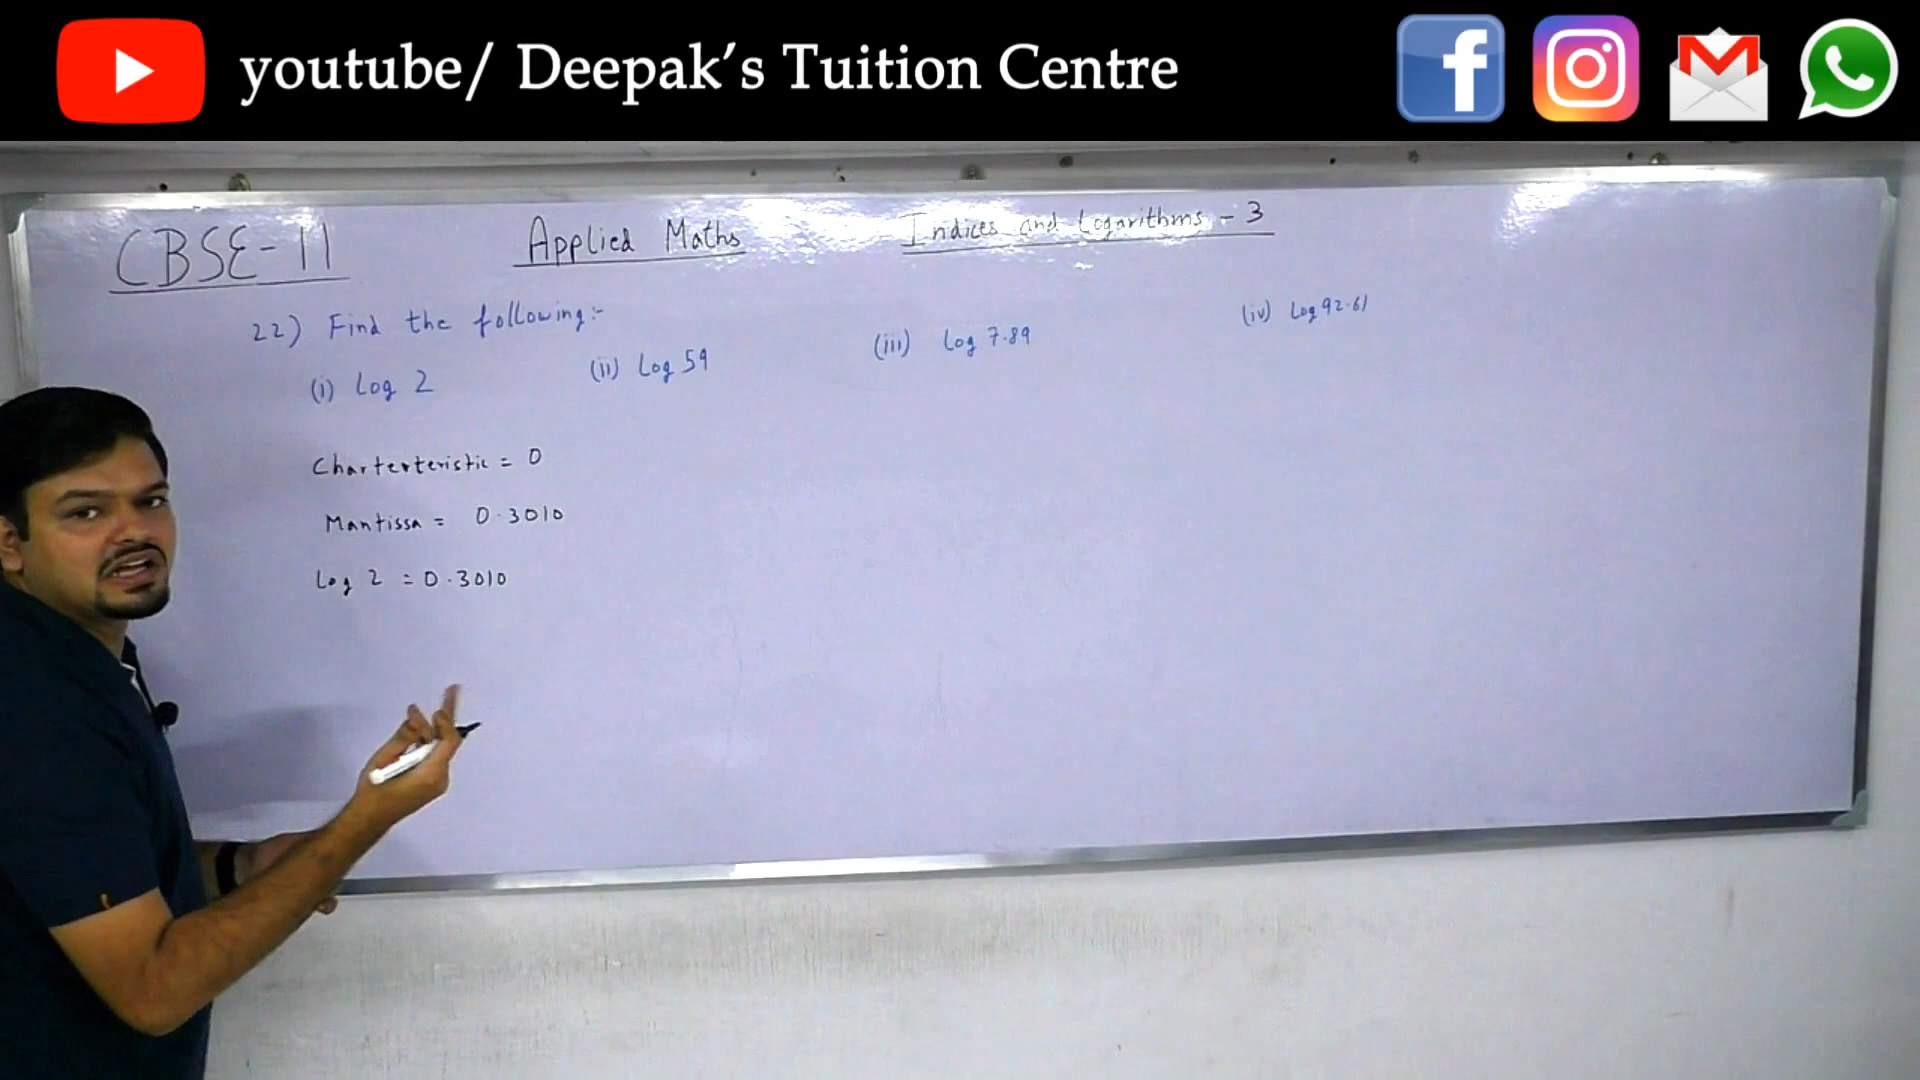 youtube/ Deepak’s Tuition Centre
CBSE-11 Applied Maths Indices and Logarithms - 3
22) Find the following:-
(i) Log 2 (ii) Log 59 (iii) Log 7.89 (iv) Log 92.61
Charterteristic = 0
Mantissa = 0.3010
Log 2 = 0.3010